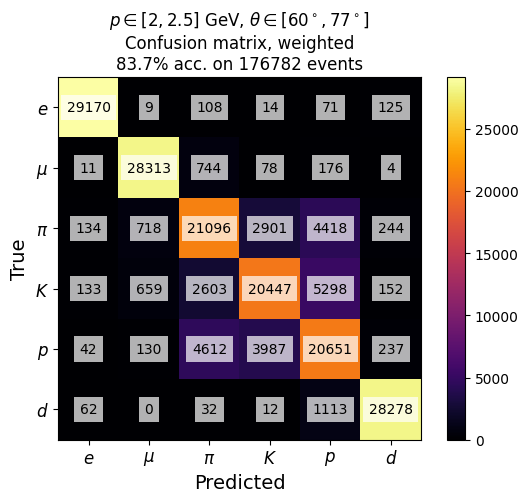 p ∈ [2, 2.5] GeV, θ ∈ [60°, 77°]
Confusion matrix, weighted
83.7% acc. on 176782 events
e 29170 9 108 14 71 125
μ 11 28313 744 78 176 4
π 134 718 21096 2901 4418 244
K 133 659 2603 20447 5298 152
p 42 130 4612 3987 20651 237
d 62 0 32 12 1113 28278
e μ π K p d
Predicted
True
25000
20000
15000
10000
5000
0